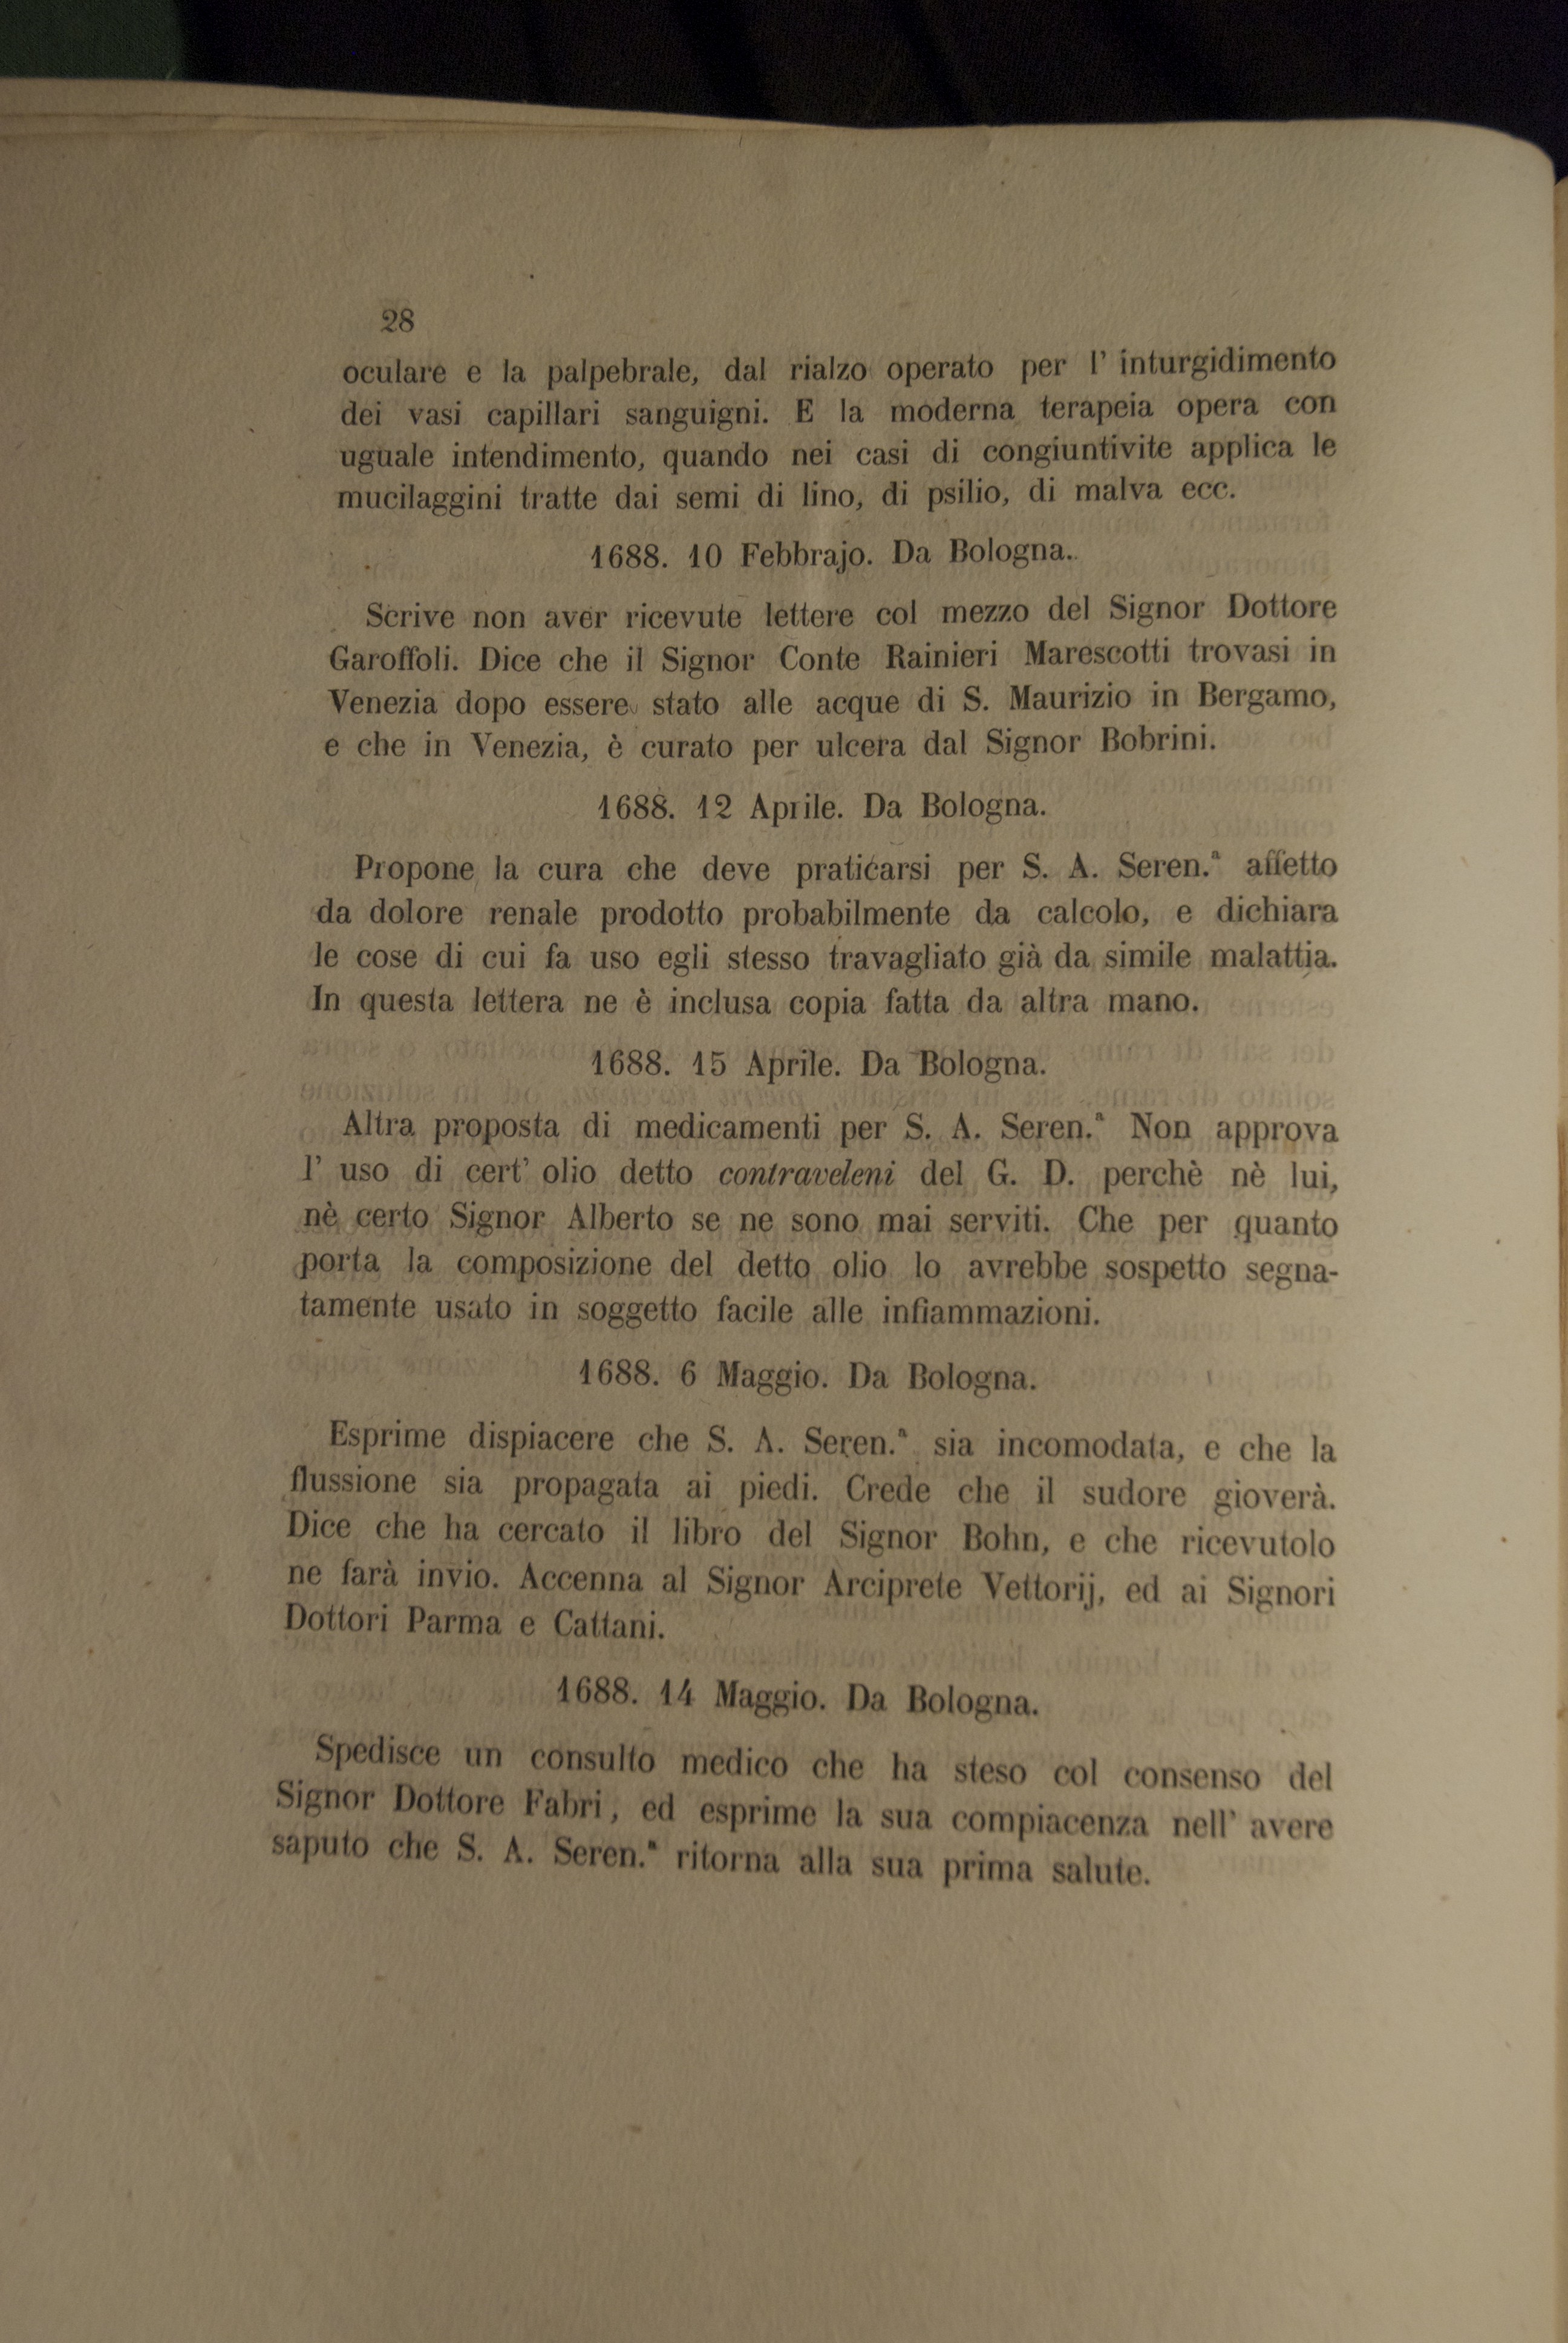 28
oculare e la palpebrale, dal rialzo operato per l' inturgidimento
dei vasi capillari sanguigni. E la moderna terapeia opera con
uguale intendimento, quando nei casi di congiuntivite applica le
mucilaggini tratte dai semi di lino, di psilio, di malva ecc.
1688. 10 Febbrajo. Da Bologna.
Scrive non aver ricevute lettere col mezzo del Signor Dottore
Garoffoli. Dice che il Signor Conte Rainieri Marescotti trovasi in
Venezia dopo essere stato alle acque di S. Maurizio in Bergamo,
e che in Venezia, è curato per ulcera dal Signor Bobrini.
1688. 12 Aprile. Da Bologna.
Propone la cura che deve praticarsi per S. A. Seren.ª affetto
da dolore renale prodotto probabilmente da calcolo, e dichiara
le cose di cui fa uso egli stesso travagliato già da simile malattia.
In questa lettera ne è inclusa copia fatta da altra mano.
1688. 15 Aprile. Da Bologna.
Altra proposta di medicamenti per S. A. Seren.ª Non approva
l' uso di cert' olio detto contraveleni del G. D. perchè nè lui,
nè certo Signor Alberto se ne sono mai serviti. Che per quanto
porta la composizione del detto olio lo avrebbe sospetto segna-
tamente usato in soggetto facile alle infiammazioni.
1688. 6 Maggio. Da Bologna.
Esprime dispiacere che S. A. Seren.ª sia incomodata, e che la
flussione sia propagata ai piedi. Crede che il sudore gioverà.
Dice che ha cercato il libro del Signor Bohn, e che ricevutolo
ne farà invio. Accenna al Signor Arciprete Vettorij, ed ai Signori
Dottori Parma e Cattani.
1688. 14 Maggio. Da Bologna.
Spedisce un consulto medico che ha steso col consenso del
Signor Dottore Fabri, ed esprime la sua compiacenza nell' avere
saputo che S. A. Seren.ª ritorna alla sua prima salute.